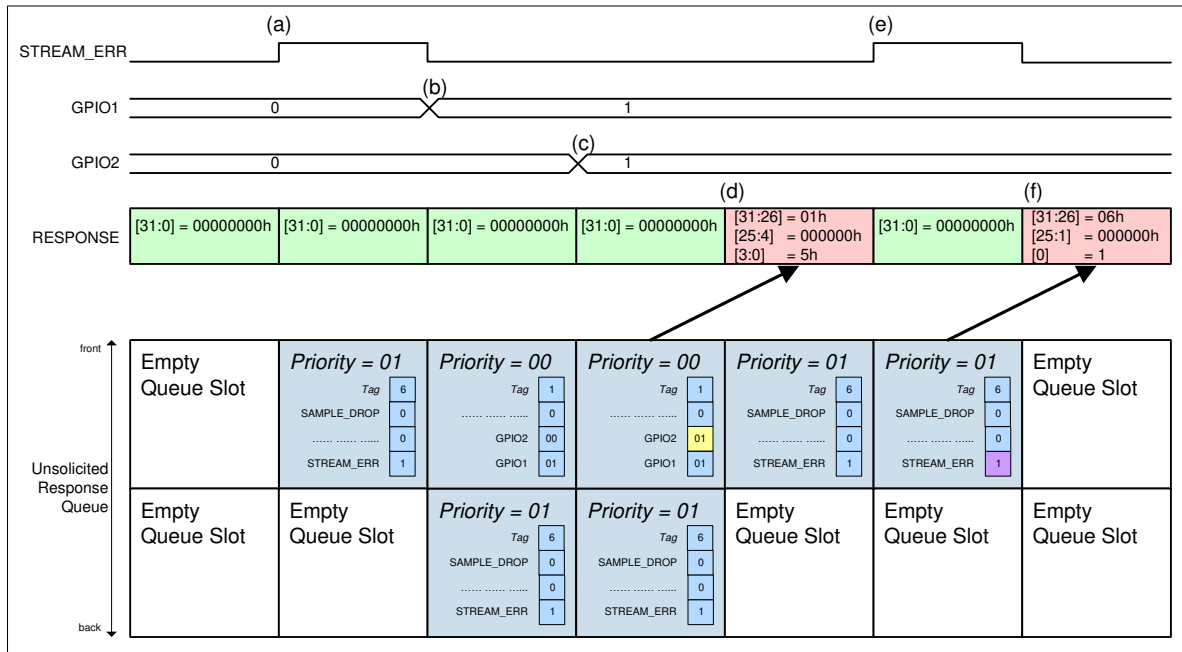 (a)
(e)
STREAM_ERR
(b)
GPIO1
0
1
(c)
GPIO2
0
1
(d)
(f)
RESPONSE
[31:0] = 00000000h
[31:0] = 00000000h
[31:0] = 00000000h
[31:0] = 00000000h
[31:26] = 01h
[25:4] = 000000h
[3:0] = 5h
[31:0] = 00000000h
[31:26] = 06h
[25:1] = 000000h
[0] = 1
front
Unsolicited
Response
Queue
back
Empty
Queue Slot
Priority = 01
Tag 6
SAMPLE_DROP 0
...... ...... ...... 0
STREAM_ERR 1
Priority = 00
Tag 1
...... ...... ...... 0
GPIO2 00
GPIO1 01
Priority = 00
Tag 1
...... ...... ...... 0
GPIO2 01
GPIO1 01
Priority = 01
Tag 6
SAMPLE_DROP 0
...... ...... ...... 0
STREAM_ERR 1
Priority = 01
Tag 6
SAMPLE_DROP 0
...... ...... ...... 0
STREAM_ERR 1
Empty
Queue Slot
Empty
Queue Slot
Empty
Queue Slot
Priority = 01
Tag 6
SAMPLE_DROP 0
...... ...... ...... 0
STREAM_ERR 1
Priority = 01
Tag 6
SAMPLE_DROP 0
...... ...... ...... 0
STREAM_ERR 1
Empty
Queue Slot
Empty
Queue Slot
Empty
Queue Slot